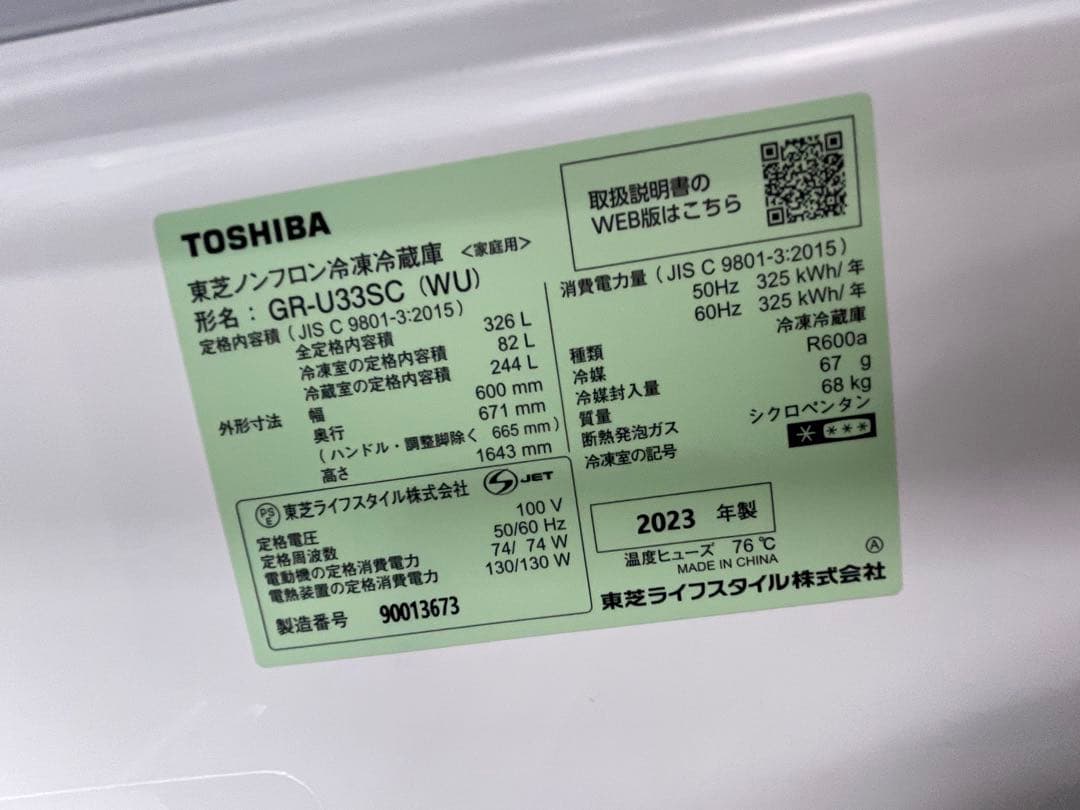 TOSHIBA
東芝ノンフロン冷凍冷蔵庫 <家庭用>
形名： GR-U33SC (WU)
定格内容積 ( JIS C 9801-3:2015 )
全定格内容積 326 L
冷凍室の定格内容積 82 L
冷蔵室の定格内容積 244 L
外形寸法 幅 600 mm
奥行 671 mm
( ハンドル・調整脚除く 665 mm )
高さ 1643 mm
PSE 東芝ライフスタイル株式会社 JET
定格電圧 100 V
定格周波数 50/60 Hz
電動機の定格消費電力 74/ 74 W
電熱装置の定格消費電力 130/130 W
製造番号 90013673
取扱説明書の
WEB版はこちら
消費電力量 ( JIS C 9801-3:2015 )
50Hz 325 kWh/ 年
60Hz 325 kWh/ 年
種類 冷凍冷蔵庫
冷媒 R600a
冷媒封入量 67 g
質量 68 kg
断熱発泡ガス シクロペンタン
冷凍室の記号 * ***
2023 年製
温度ヒューズ 76 ℃ Ⓐ
MADE IN CHINA
東芝ライフスタイル株式会社